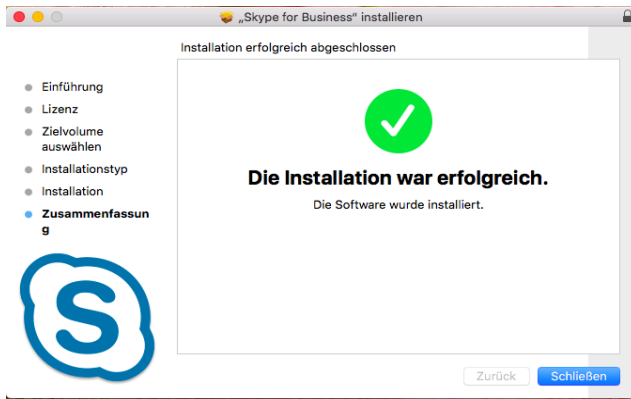 „Skype for Business“ installieren
Installation erfolgreich abgeschlossen
Einführung
Lizenz
Zielvolume
auswählen
Installationstyp
Installation
Zusammenfassun
g
Die Installation war erfolgreich.
Die Software wurde installiert.
S
Zurück
Schließen